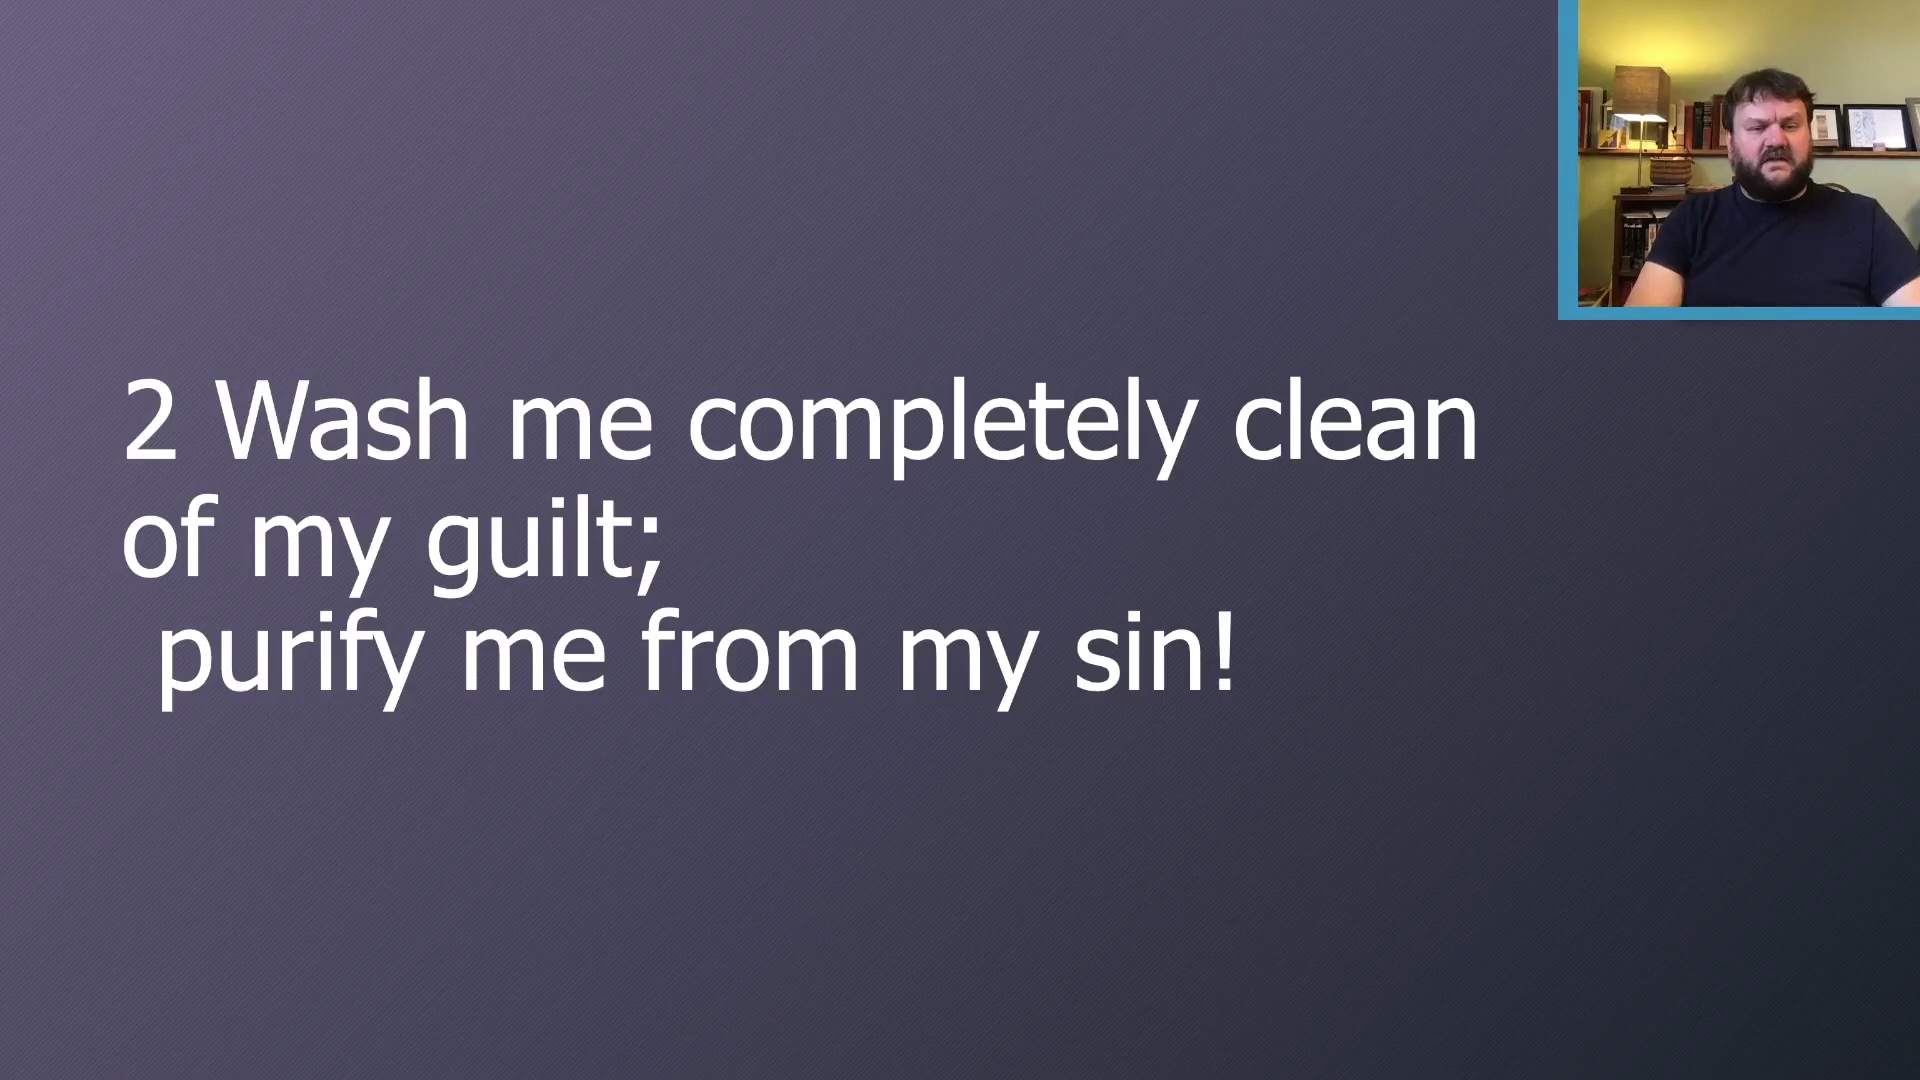 2 Wash me completely clean
of my guilt;
purify me from my sin!